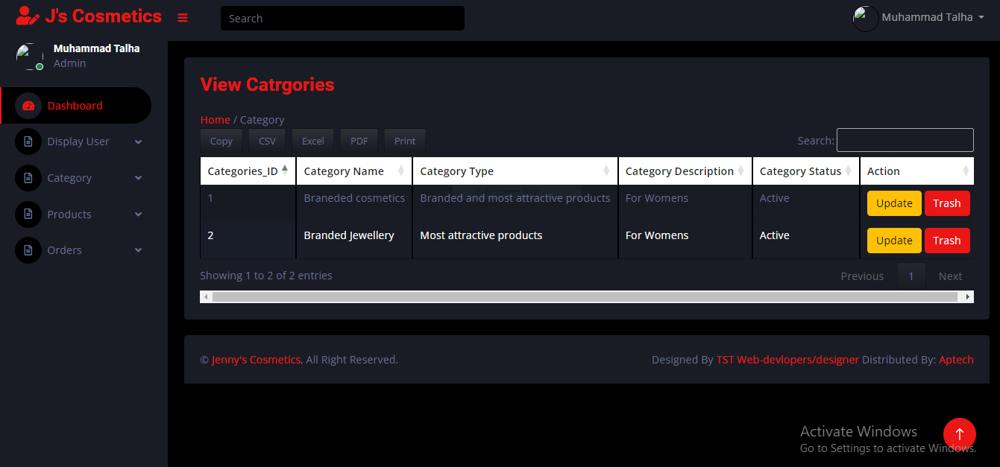 J's Cosmetics
Search
Muhammad Talha
Muhammad Talha
Admin
Dashboard
Display User
Category
Products
Orders
View Catrgories
Home / Category
Copy CSV Excel PDF Print
Search:
Categories_ID Category Name Category Type Category Description Category Status Action
1 Braneded cosmetics Branded and most attractive products For Womens Active Update Trash
2 Branded Jewellery Most attractive products For Womens Active Update Trash
Showing 1 to 2 of 2 entries
Previous 1 Next
© Jenny's Cosmetics, All Right Reserved.
Designed By TST Web-devlopers/designer Distributed By: Aptech
Activate Windows
Go to Settings to activate Windows.